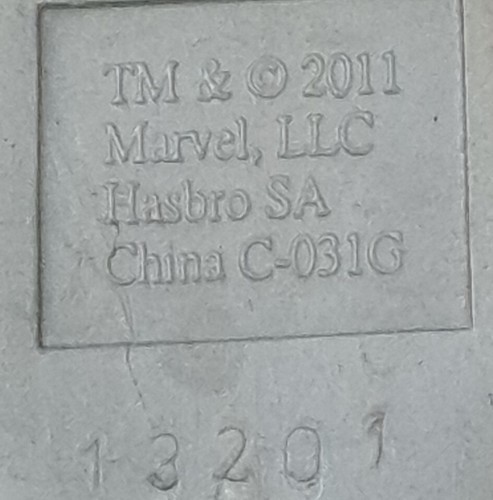 TM & © 2011
Marvel, LLC
Hasbro SA
China C-031G
13201